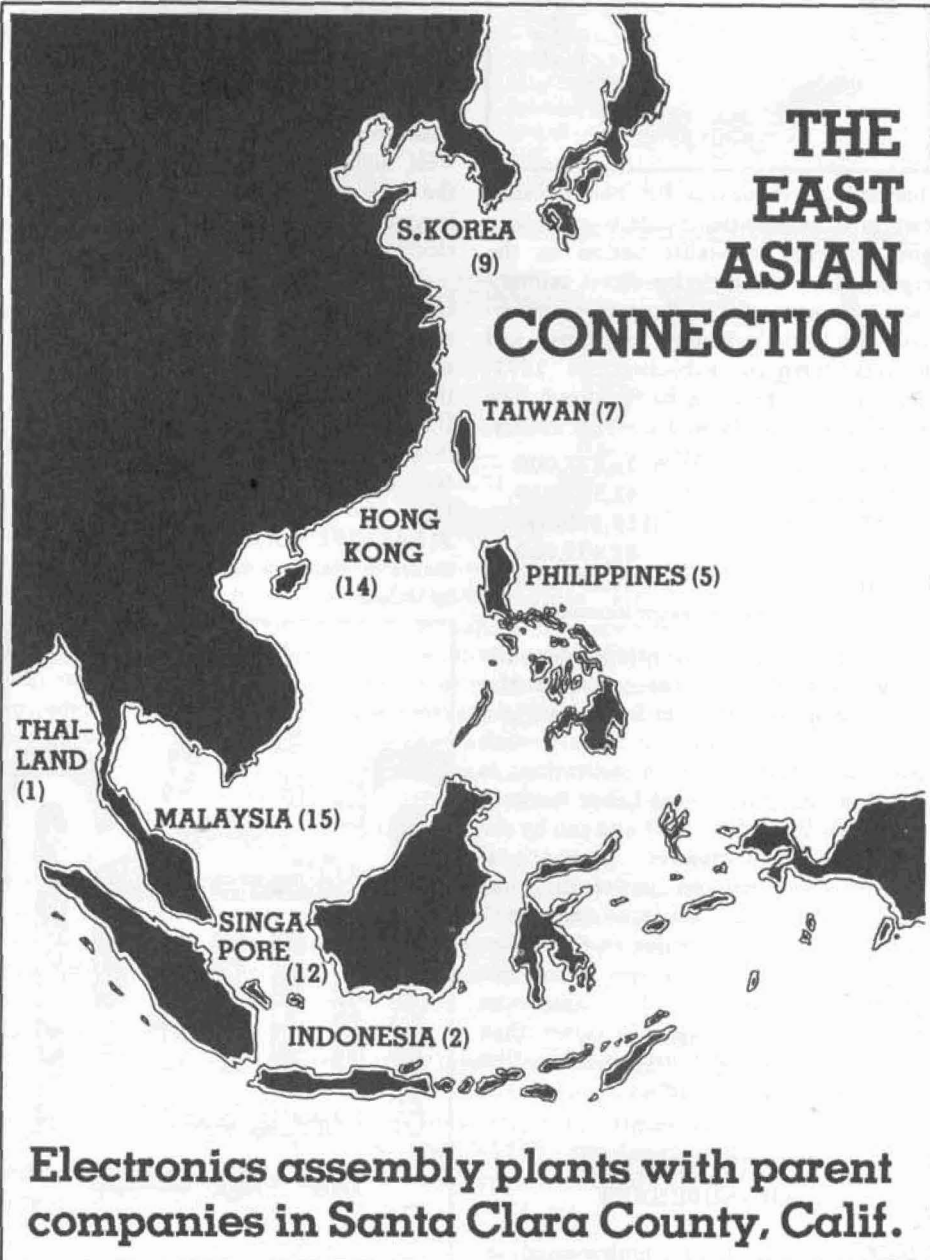 THE
EAST
ASIAN
CONNECTION
S.KOREA
(9)
TAIWAN (7)
HONG
KONG
(14)
PHILIPPINES (5)
THAI–
LAND
(1)
MALAYSIA (15)
SINGA
PORE
(12)
INDONESIA (2)
Electronics assembly plants with parent
companies in Santa Clara County, Calif.